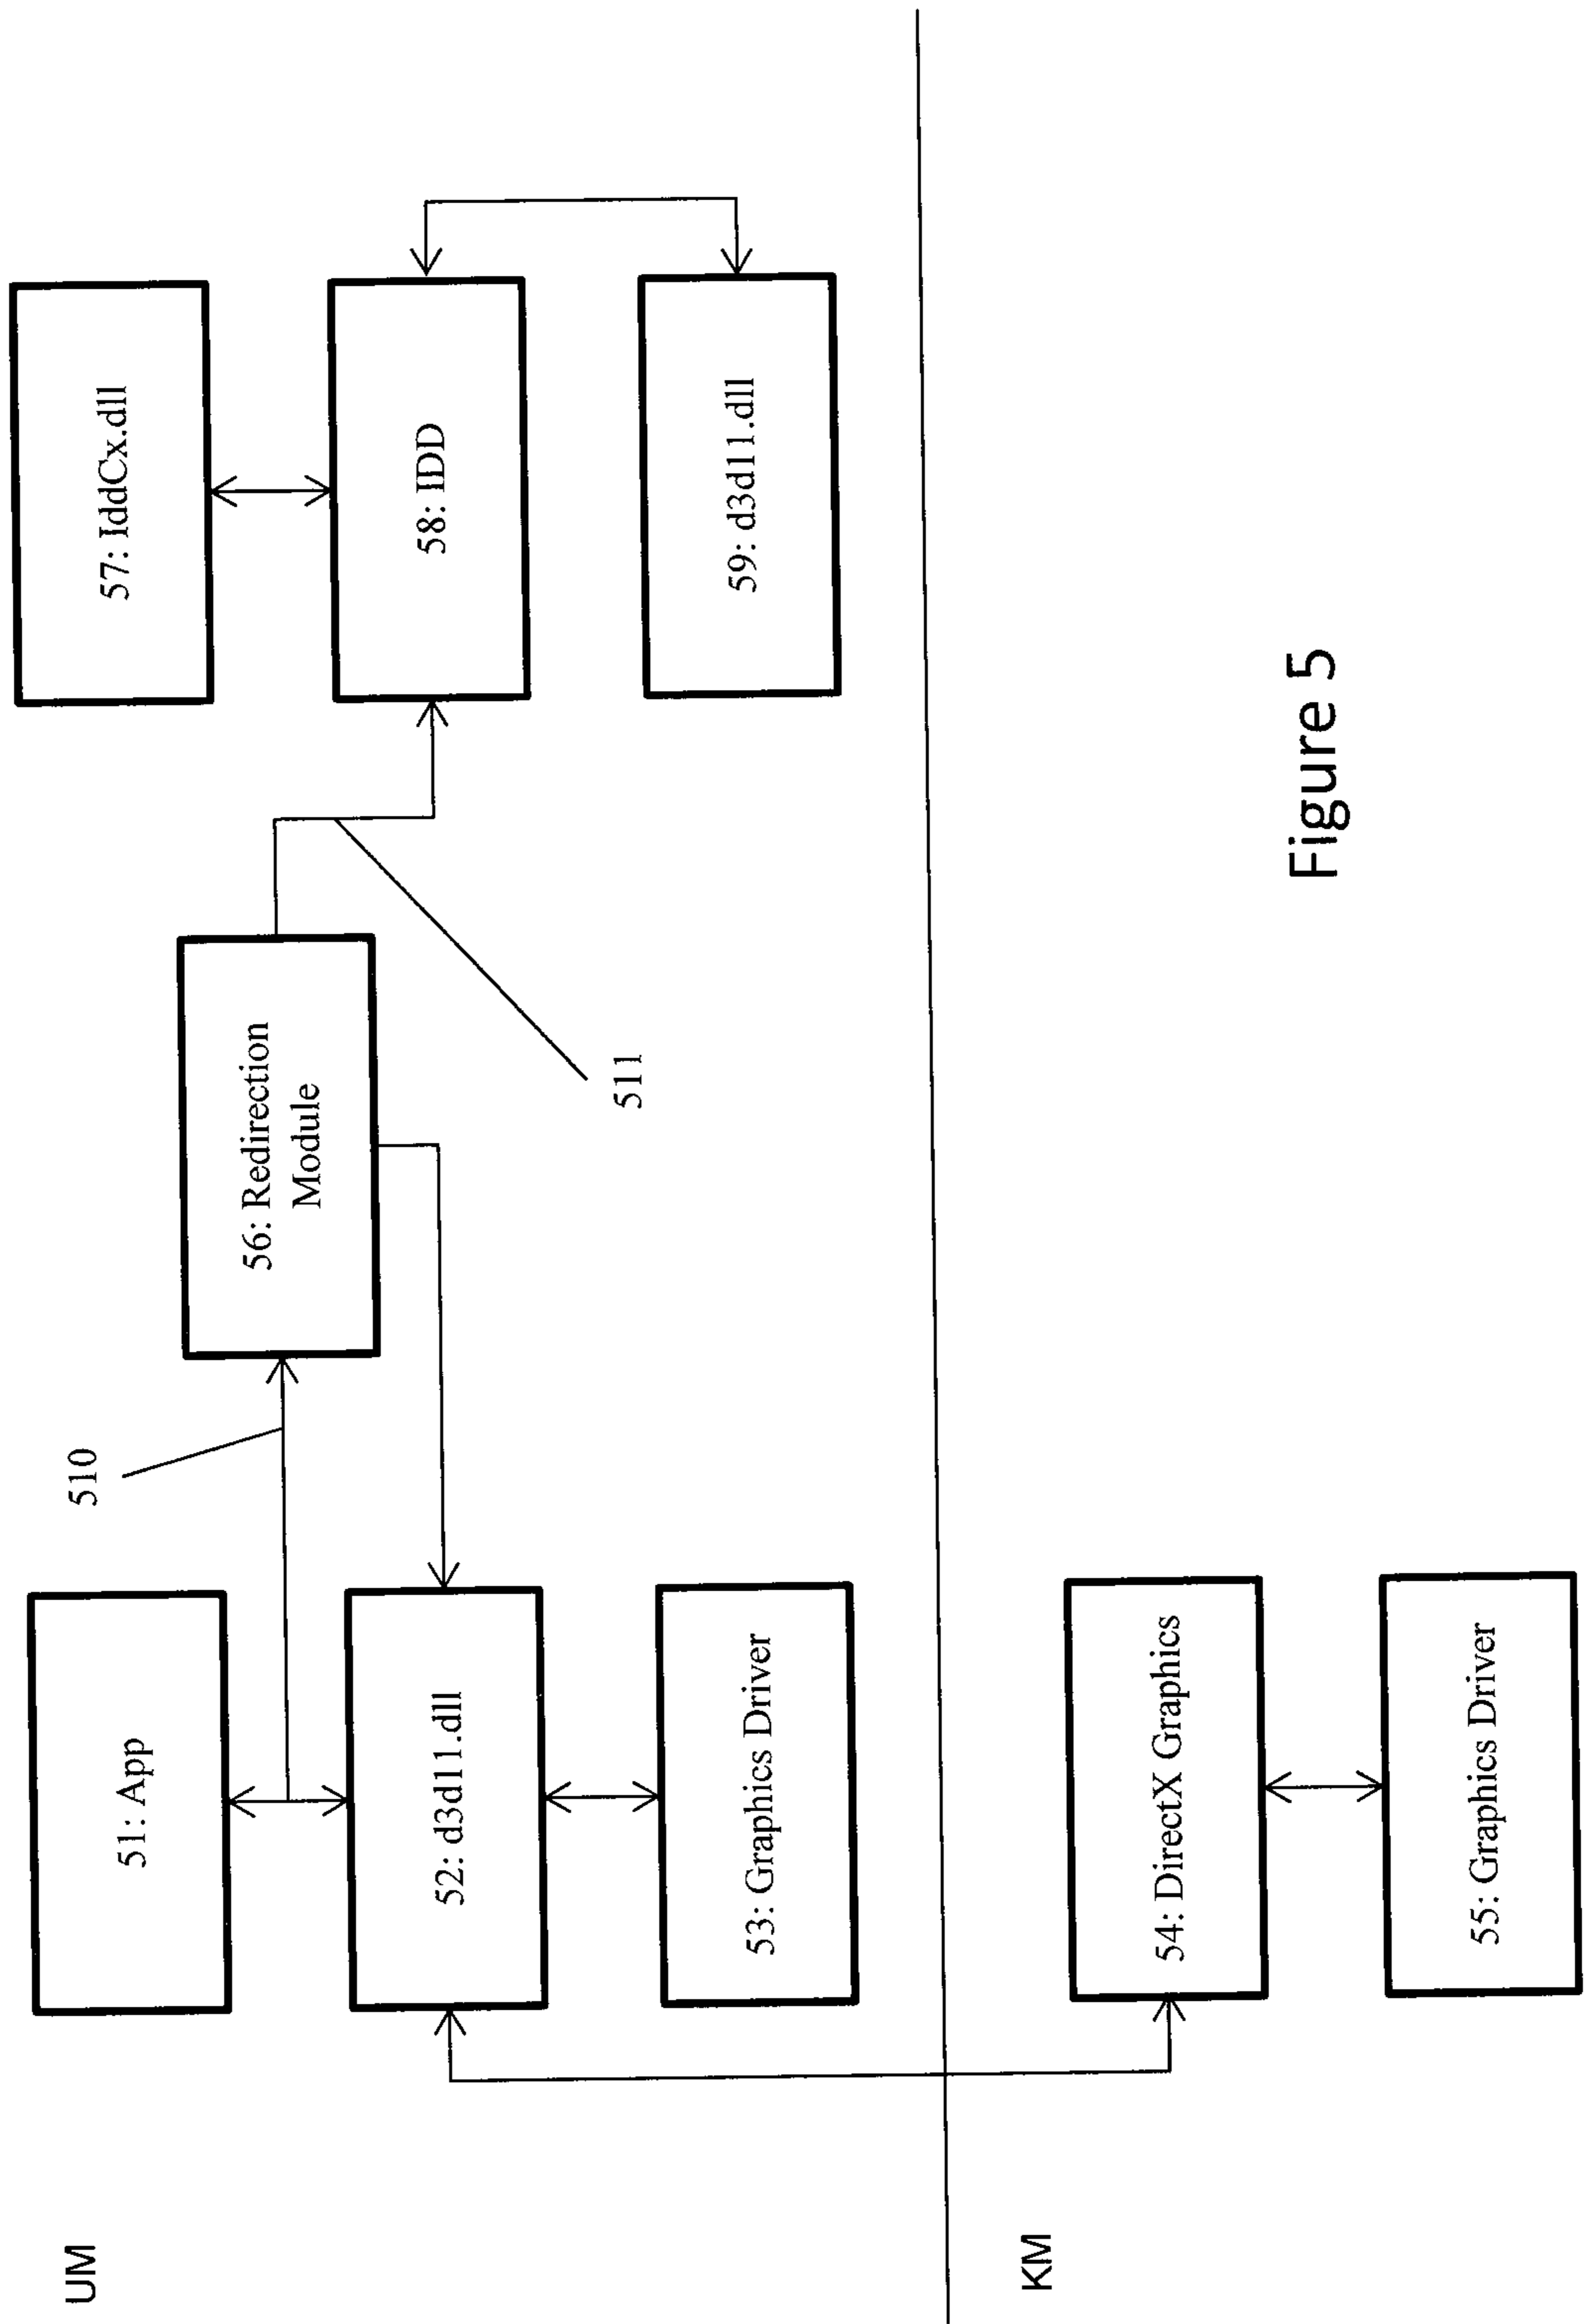 UM
51: App
510
57: IddCx.dll
56: Redirection
Module
52: d3d11.dll
58: IDD
511
53: Graphics Driver
59: d3d11.dll
KM
54: DirectX Graphics
55: Graphics Driver
Figure 5